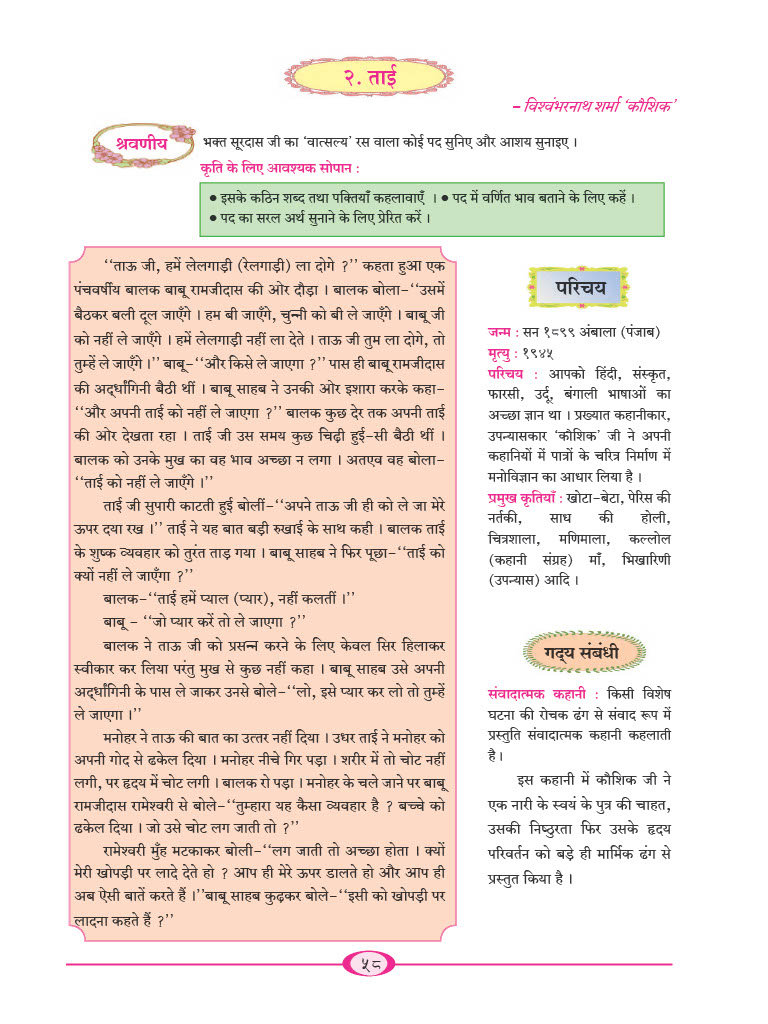 २. ताई
– विश्वंभरनाथ शर्मा ‘कौशिक’
श्रवणीय
भक्त सूरदास जी का ‘वात्सल्य’ रस वाला कोई पद सुनिए और आशय सुनाइए ।
कृति के लिए आवश्यक सोपान :
● इसके कठिन शब्द तथा पंक्तियाँ कहलावाएँ । ● पद में वर्णित भाव बताने के लिए कहें ।
● पद का सरल अर्थ सुनाने के लिए प्रेरित करें ।
‘‘ताऊ जी, हमें लेलगाड़ी (रेलगाड़ी) ला दोगे ?’’ कहता हुआ एक
पंचवर्षीय बालक बाबू रामजीदास की ओर दौड़ा । बालक बोला-‘‘उसमें
बैठकर बली दूल जाएँगे । हम बी जाएँगे, चुन्नी को बी ले जाएँगे । बाबू जी
को नहीं ले जाएँगे । हमें लेलगाड़ी नहीं ला देते । ताऊ जी तुम ला दोगे, तो
तुम्हें ले जाएँगे ।’’ बाबू-‘‘और किसे ले जाएगा ?’’ पास ही बाबू रामजीदास
की अर्द्धांगिनी बैठी थीं । बाबू साहब ने उनकी ओर इशारा करके कहा-
‘‘और अपनी ताई को नहीं ले जाएगा ?’’ बालक कुछ देर तक अपनी ताई
की ओर देखता रहा । ताई जी उस समय कुछ चिढ़ी हुई-सी बैठी थीं ।
बालक को उनके मुख का वह भाव अच्छा न लगा । अतएव वह बोला-
‘‘ताई को नहीं ले जाएँगे ।’’
ताई जी सुपारी काटती हुई बोलीं-‘‘अपने ताऊ जी ही को ले जा मेरे
ऊपर दया रख ।’’ ताई ने यह बात बड़ी रुखाई के साथ कही । बालक ताई
के शुष्क व्यवहार को तुरंत ताड़ गया । बाबू साहब ने फिर पूछा-‘‘ताई को
क्यों नहीं ले जाएँगा ?’’
बालक-‘‘ताई हमें प्याल (प्यार), नहीं कलतीं ।’’
बाबू - ‘‘जो प्यार करें तो ले जाएगा ?’’
बालक ने ताऊ जी को प्रसन्न करने के लिए केवल सिर हिलाकर
स्वीकार कर लिया परंतु मुख से कुछ नहीं कहा । बाबू साहब उसे अपनी
अर्द्धांगिनी के पास ले जाकर उनसे बोले-‘‘लो, इसे प्यार कर लो तो तुम्हें
ले जाएगा ।’’
मनोहर ने ताऊ की बात का उत्तर नहीं दिया । उधर ताई ने मनोहर को
अपनी गोद से ढकेल दिया । मनोहर नीचे गिर पड़ा । शरीर में तो चोट नहीं
लगी, पर हृदय में चोट लगी । बालक रो पड़ा । मनोहर के चले जाने पर बाबू
रामजीदास रामेश्वरी से बोले-‘‘तुम्हारा यह कैसा व्यवहार है ? बच्चे को
ढकेल दिया । जो उसे चोट लग जाती तो ?’’
रामेश्वरी मुँह मटकाकर बोली-‘‘लग जाती तो अच्छा होता । क्यों
मेरी खोपड़ी पर लादे देते हो ? आप ही मेरे ऊपर डालते हो और आप ही
अब ऐसी बातें करते हैं ।’’बाबू साहब कुढ़कर बोले-‘‘इसी को खोपड़ी पर
लादना कहते हैं ?’’
परिचय
जन्म : सन १८९९ अंबाला (पंजाब)
मृत्यु : १९४५
परिचय : आपको हिंदी, संस्कृत,
फारसी, उर्दू, बंगाली भाषाओं का
अच्छा ज्ञान था । प्रख्यात कहानीकार,
उपन्यासकार ‘कौशिक’ जी ने अपनी
कहानियों में पात्रों के चरित्र निर्माण में
मनोविज्ञान का आधार लिया है ।
प्रमुख कृतियाँ : खोटा-बेटा, पेरिस की
नर्तकी, साध की होली,
चित्रशाला, मणिमाला, कल्लोल
(कहानी संग्रह) माँ, भिखारिणी
(उपन्यास) आदि ।
गद्य संबंधी
संवादात्मक कहानी : किसी विशेष
घटना की रोचक ढंग से संवाद रूप में
प्रस्तुति संवादात्मक कहानी कहलाती
है ।
इस कहानी में कौशिक जी ने
एक नारी के स्वयं के पुत्र की चाहत,
उसकी निष्ठुरता फिर उसके हृदय
परिवर्तन को बड़े ही मार्मिक ढंग से
प्रस्तुत किया है ।
५८